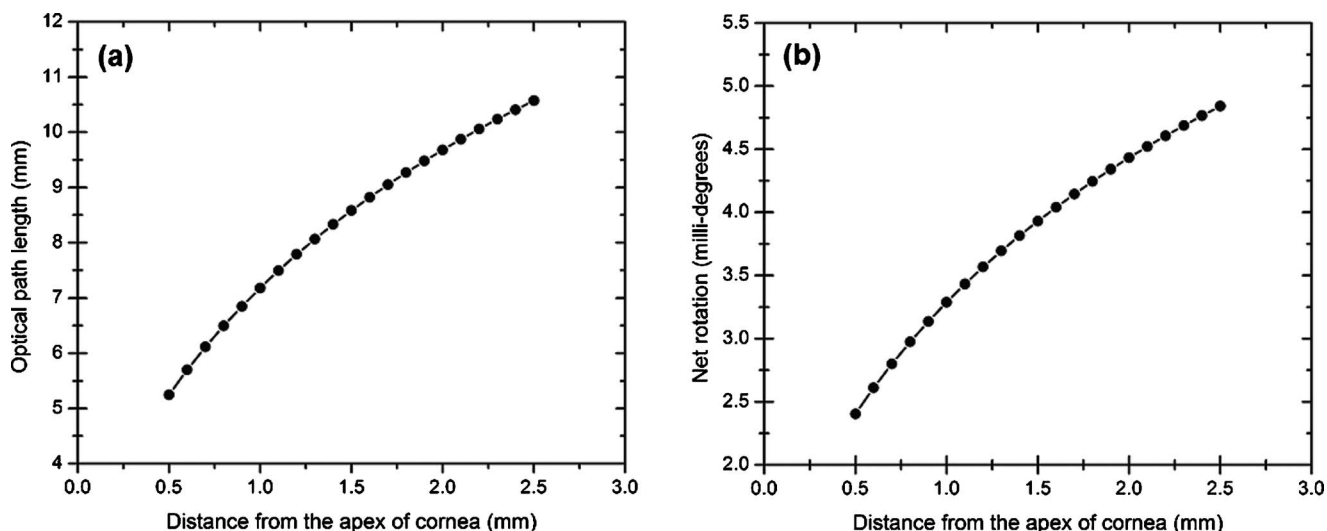 (a)
Optical path length (mm)
12
11
10
9
8
7
6
5
4
0.0 0.5 1.0 1.5 2.0 2.5 3.0
Distance from the apex of cornea (mm)
(b)
Net rotation (milli-degrees)
5.5
5.0
4.5
4.0
3.5
3.0
2.5
2.0
0.0 0.5 1.0 1.5 2.0 2.5 3.0
Distance from the apex of cornea (mm)